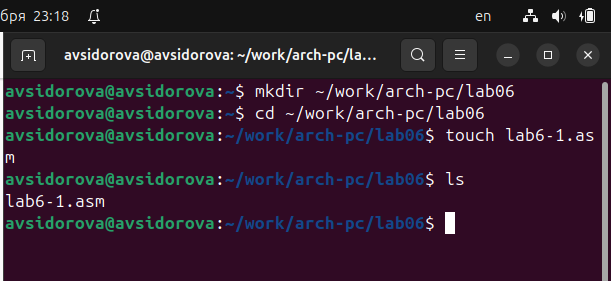 бря 23:18
en
avsidorova@avsidorova: ~/work/arch-pc/la...
avsidorova@avsidorova:~$ mkdir ~/work/arch-pc/lab06
avsidorova@avsidorova:~$ cd ~/work/arch-pc/lab06
avsidorova@avsidorova:~/work/arch-pc/lab06$ touch lab6-1.as
m
avsidorova@avsidorova:~/work/arch-pc/lab06$ ls
lab6-1.asm
avsidorova@avsidorova:~/work/arch-pc/lab06$